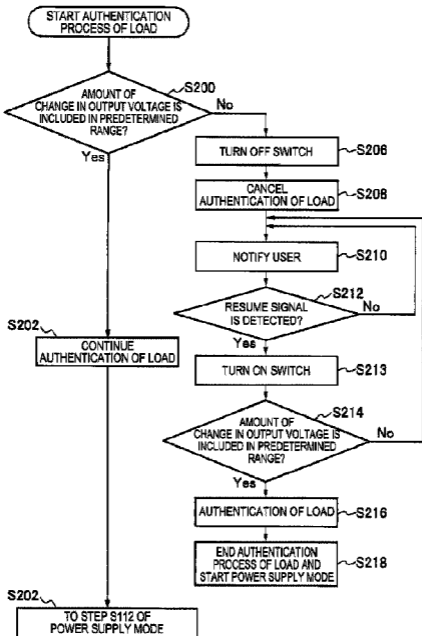 START AUTHENTICATION
PROCESS OF LOAD
S200
AMOUNT OF
CHANGE IN OUTPUT VOLTAGE IS
INCLUDED IN PREDETERMINED
RANGE?
No
Yes
TURN OFF SWITCH
S206
CANCEL
AUTHENTICATION OF LOAD
S208
NOTIFY USER
S210
S212
RESUME SIGNAL
IS DETECTED?
No
Yes
S202
CONTINUE
AUTHENTICATION OF LOAD
TURN ON SWITCH
S213
S214
AMOUNT OF
CHANGE IN OUTPUT VOLTAGE IS
INCLUDED IN PREDETERMINED
RANGE?
No
Yes
AUTHENTICATION OF LOAD
S216
END AUTHENTICATION
PROCESS OF LOAD AND
START POWER SUPPLY MODE
S218
S202
TO STEP S112 OF
POWER SUPPLY MODE